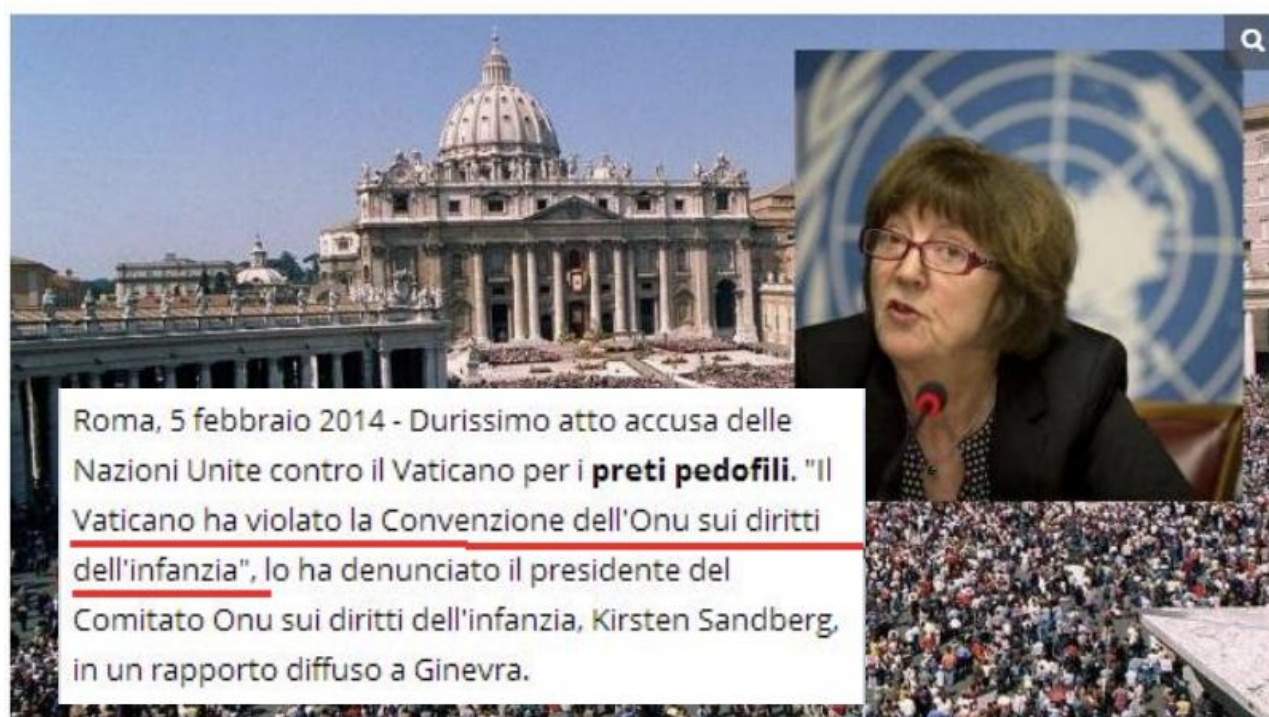 Roma, 5 febbraio 2014 - Durissimo atto accusa delle
Nazioni Unite contro il Vaticano per i preti pedofili. "Il
Vaticano ha violato la Convenzione dell'Onu sui diritti
dell'infanzia", lo ha denunciato il presidente del
Comitato Onu sui diritti dell'infanzia, Kirsten Sandberg,
in un rapporto diffuso a Ginevra.